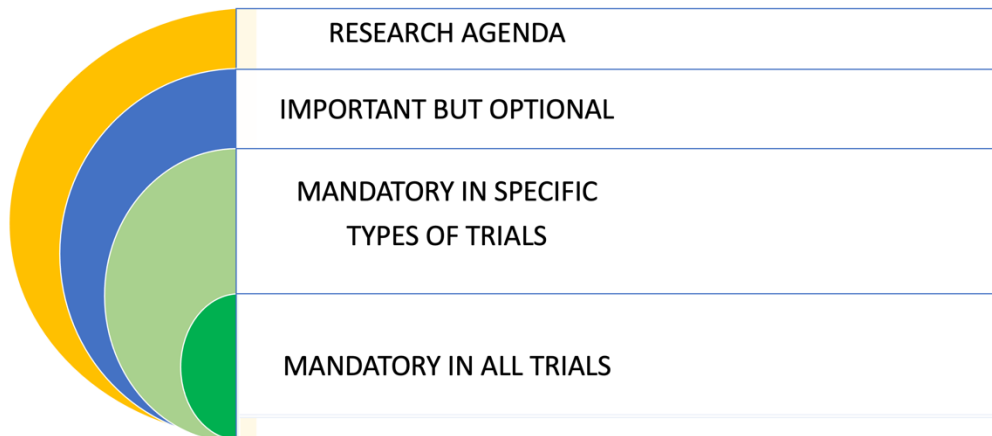 RESEARCH AGENDA
IMPORTANT BUT OPTIONAL
MANDATORY IN SPECIFIC
TYPES OF TRIALS
MANDATORY IN ALL TRIALS